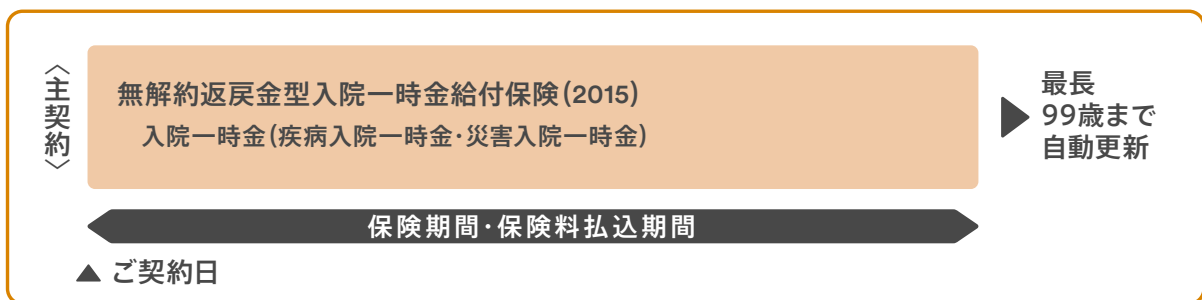 〈主契約〉
無解約返戻金型入院一時金給付保険(2015)
入院一時金(疾病入院一時金・災害入院一時金)
最長
99歳まで
自動更新
保険期間・保険料払込期間
▲ ご契約日